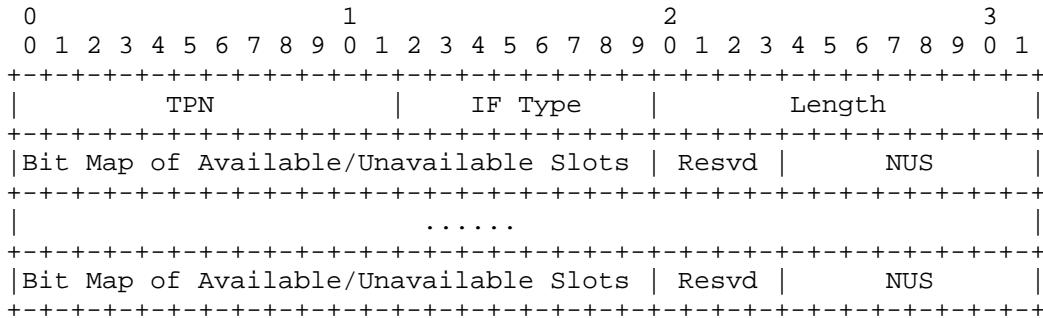 0                   1                   2                   3
 0 1 2 3 4 5 6 7 8 9 0 1 2 3 4 5 6 7 8 9 0 1 2 3 4 5 6 7 8 9 0 1
+-+-+-+-+-+-+-+-+-+-+-+-+-+-+-+-+-+-+-+-+-+-+-+-+-+-+-+-+-+-+-+-+
|         TPN           |    IF Type    |        Length         |
+-+-+-+-+-+-+-+-+-+-+-+-+-+-+-+-+-+-+-+-+-+-+-+-+-+-+-+-+-+-+-+-+
|Bit Map of Available/Unavailable Slots | Resvd |      NUS      |
+-+-+-+-+-+-+-+-+-+-+-+-+-+-+-+-+-+-+-+-+-+-+-+-+-+-+-+-+-+-+-+-+
|                         ......                                |
+-+-+-+-+-+-+-+-+-+-+-+-+-+-+-+-+-+-+-+-+-+-+-+-+-+-+-+-+-+-+-+-+
|Bit Map of Available/Unavailable Slots | Resvd |      NUS      |
+-+-+-+-+-+-+-+-+-+-+-+-+-+-+-+-+-+-+-+-+-+-+-+-+-+-+-+-+-+-+-+-+